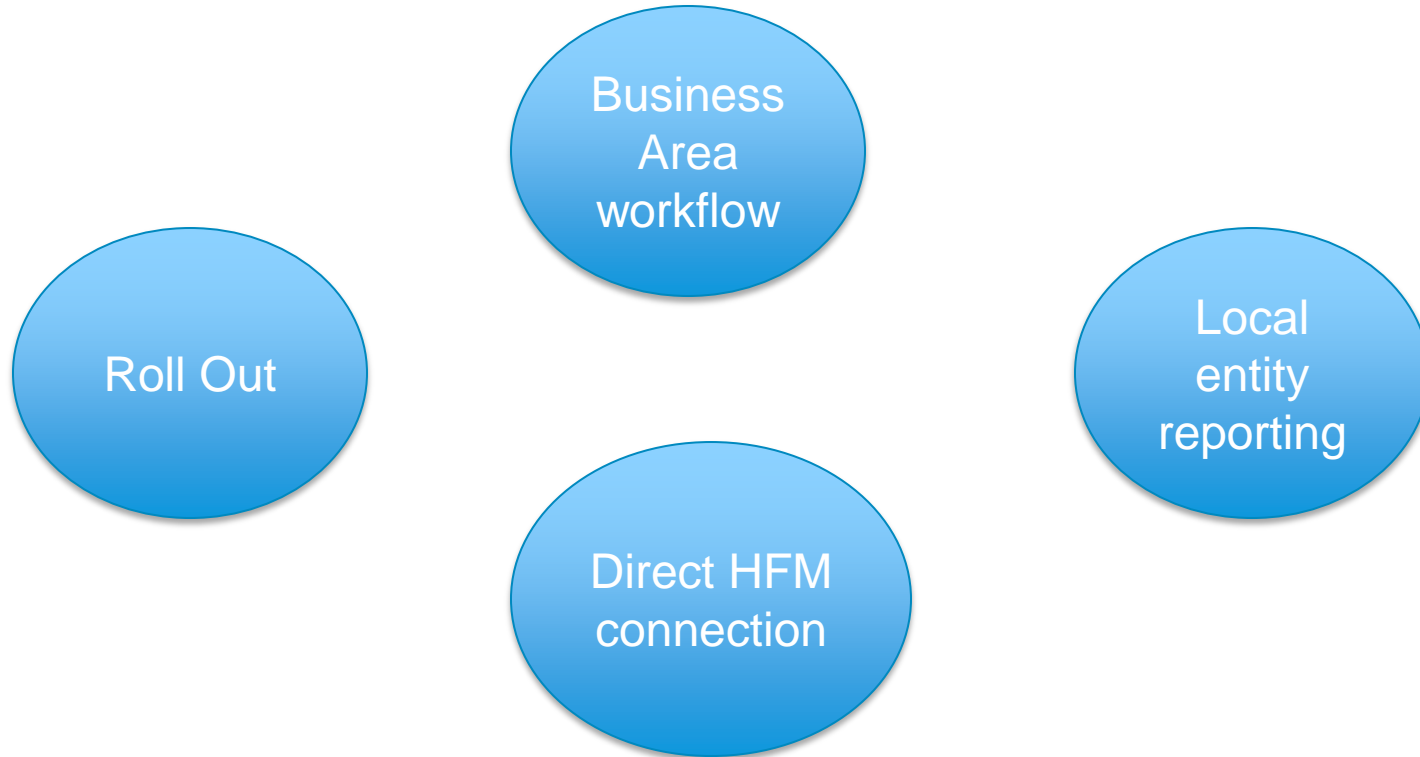 Business
Area
workflow
Roll Out
Local
entity
reporting
Direct HFM
connection